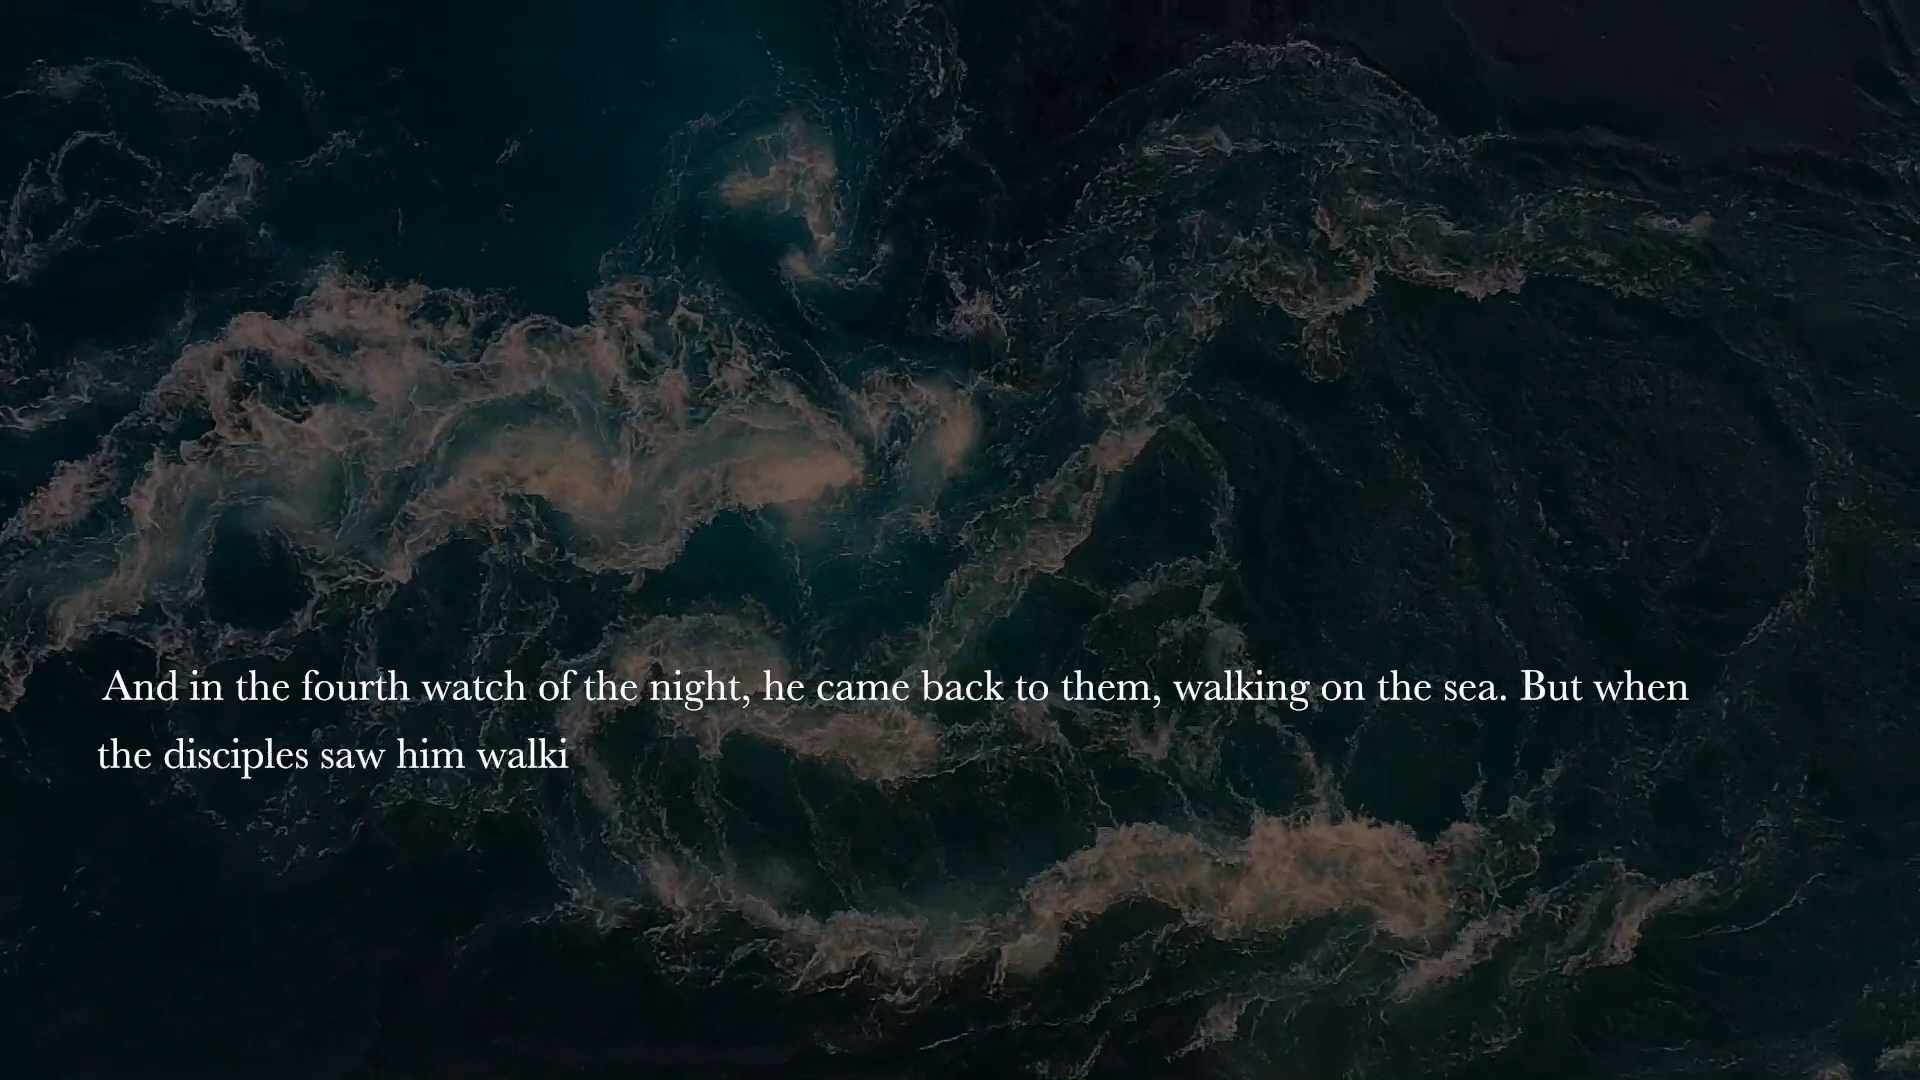 And in the fourth watch of the night, he came back to them, walking on the sea. But when
the disciples saw him walki